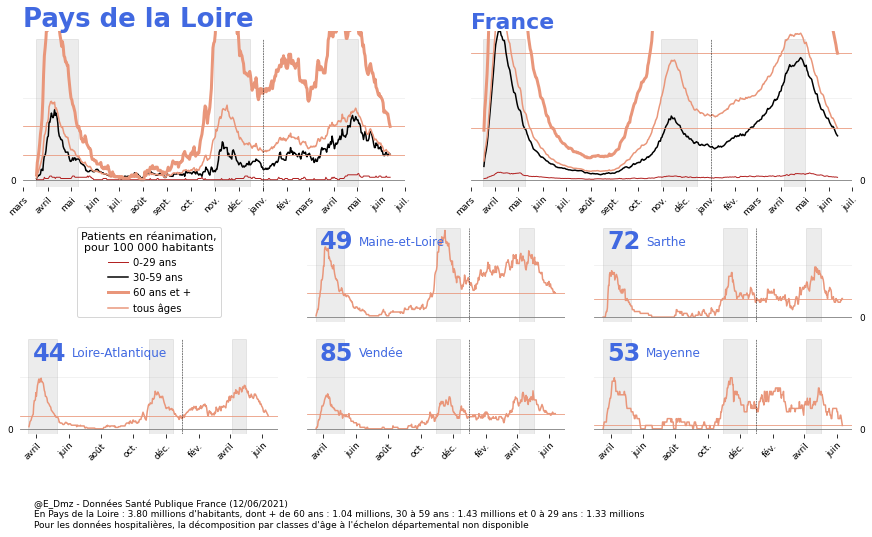 Pays de la Loire
France
0
0
mars avril mai juin juil. août sept. oct. nov. déc. janv. fév. mars avril mai juin juil.
mars avril mai juin juil. août sept. oct. nov. déc. janv. fév. mars avril mai juin juil.
Patients en réanimation,
pour 100 000 habitants
0-29 ans
30-59 ans
60 ans et +
tous âges
49 Maine-et-Loire
72 Sarthe
0
44 Loire-Atlantique
85 Vendée
53 Mayenne
0
0
avril juin août oct. déc. fév. avril juin
avril juin août oct. déc. fév. avril juin
avril juin août oct. déc. fév. avril juin
@E_Dmz - Données Santé Publique France (12/06/2021)
En Pays de la Loire : 3.80 millions d'habitants, dont + de 60 ans : 1.04 millions, 30 à 59 ans : 1.43 millions et 0 à 29 ans : 1.33 millions
Pour les données hospitalières, la décomposition par classes d'âge à l'échelon départemental non disponible